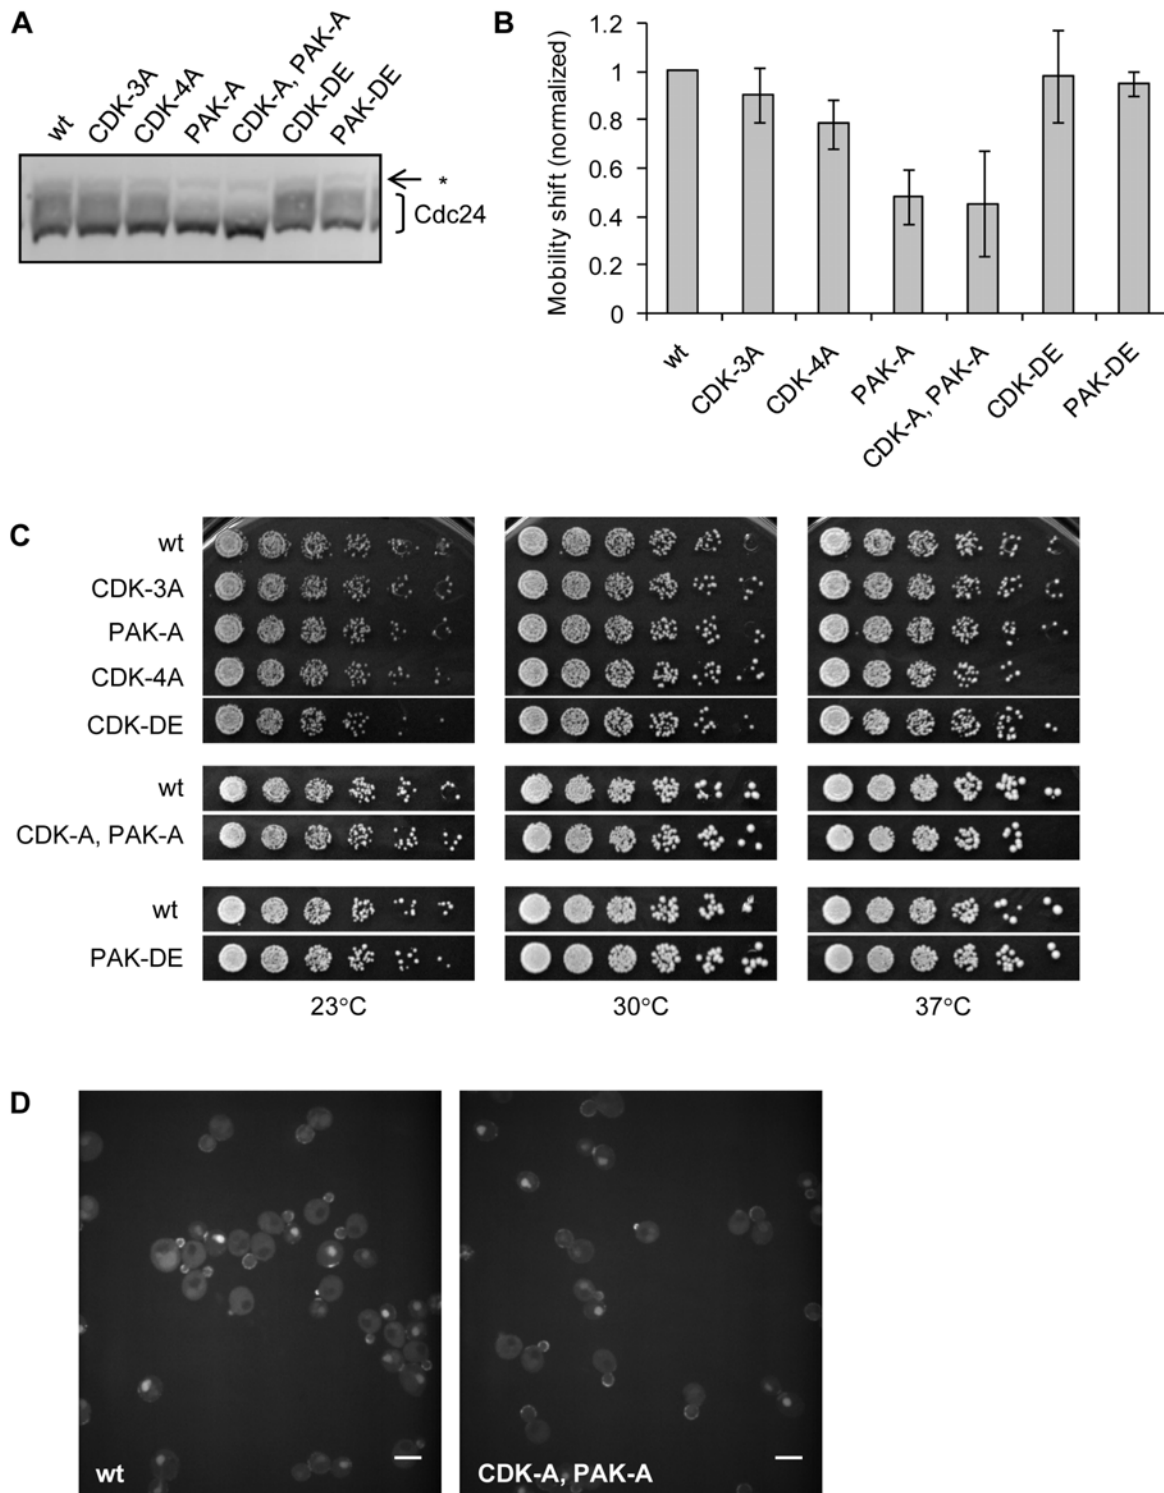 A
wt
CDK-3A
CDK-4A
PAK-A
CDK-A, PAK-A
CDK-DE
PAK-DE
*
Cdc24
B
Mobility shift (normalized)
1.2
1
0.8
0.6
0.4
0.2
0
wt
CDK-3A
CDK-4A
PAK-A
CDK-A, PAK-A
CDK-DE
PAK-DE
C
wt
CDK-3A
PAK-A
CDK-4A
CDK-DE
wt
CDK-A, PAK-A
wt
PAK-DE
23°C
30°C
37°C
D
wt
CDK-A, PAK-A